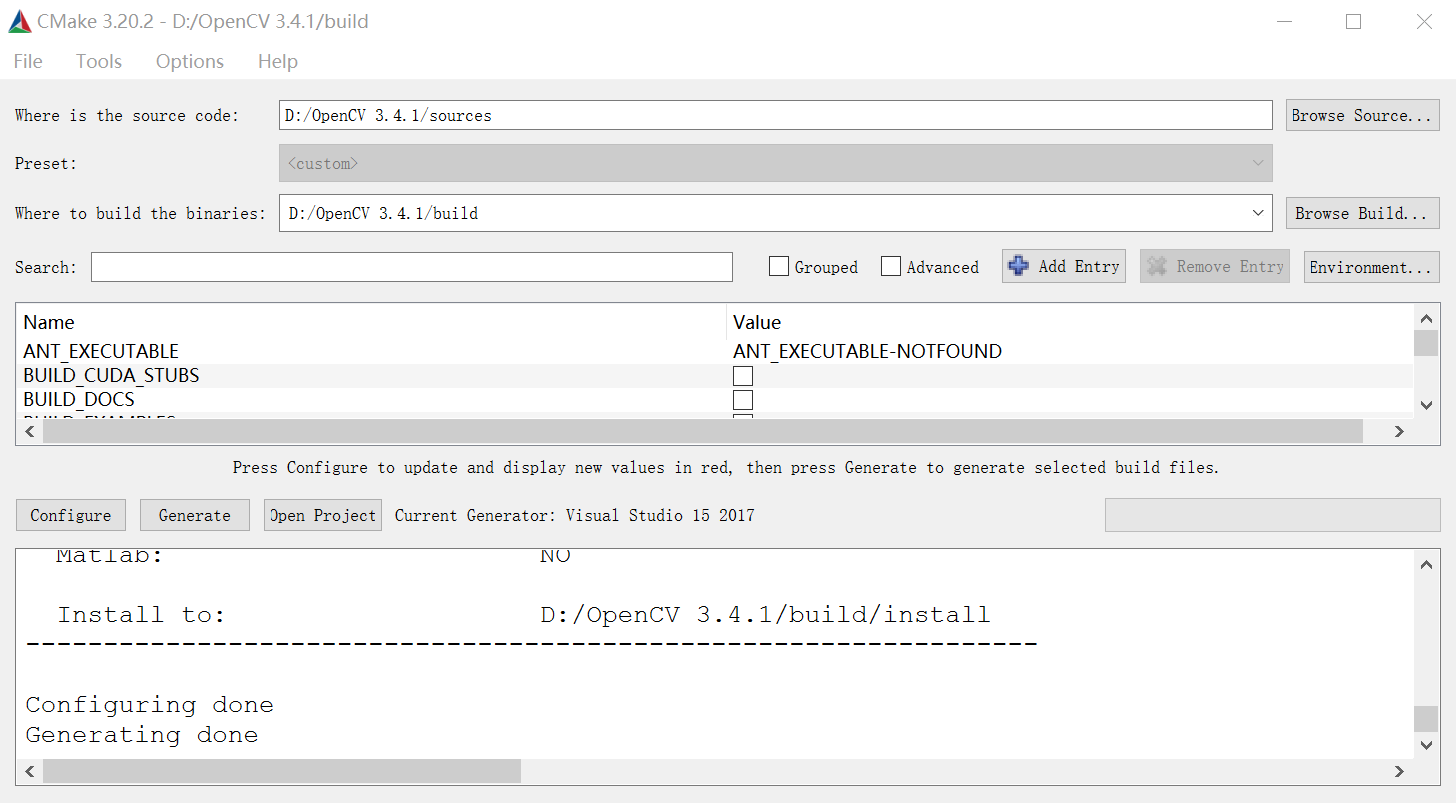 CMake 3.20.2 - D:/OpenCV 3.4.1/build
File Tools Options Help
Where is the source code: D:/OpenCV 3.4.1/sources Browse Source...
Preset: <custom>
Where to build the binaries: D:/OpenCV 3.4.1/build Browse Build...
Search: Grouped Advanced Add Entry Remove Entry Environment...
Name Value
ANT_EXECUTABLE ANT_EXECUTABLE-NOTFOUND
BUILD_CUDA_STUBS
BUILD_DOCS
BUILD_EXAMPLES
Press Configure to update and display new values in red, then press Generate to generate selected build files.
Configure Generate Open Project Current Generator: Visual Studio 15 2017
Matlab: NO
Install to: D:/OpenCV 3.4.1/build/install
-----------------------------------------------------------------
Configuring done
Generating done